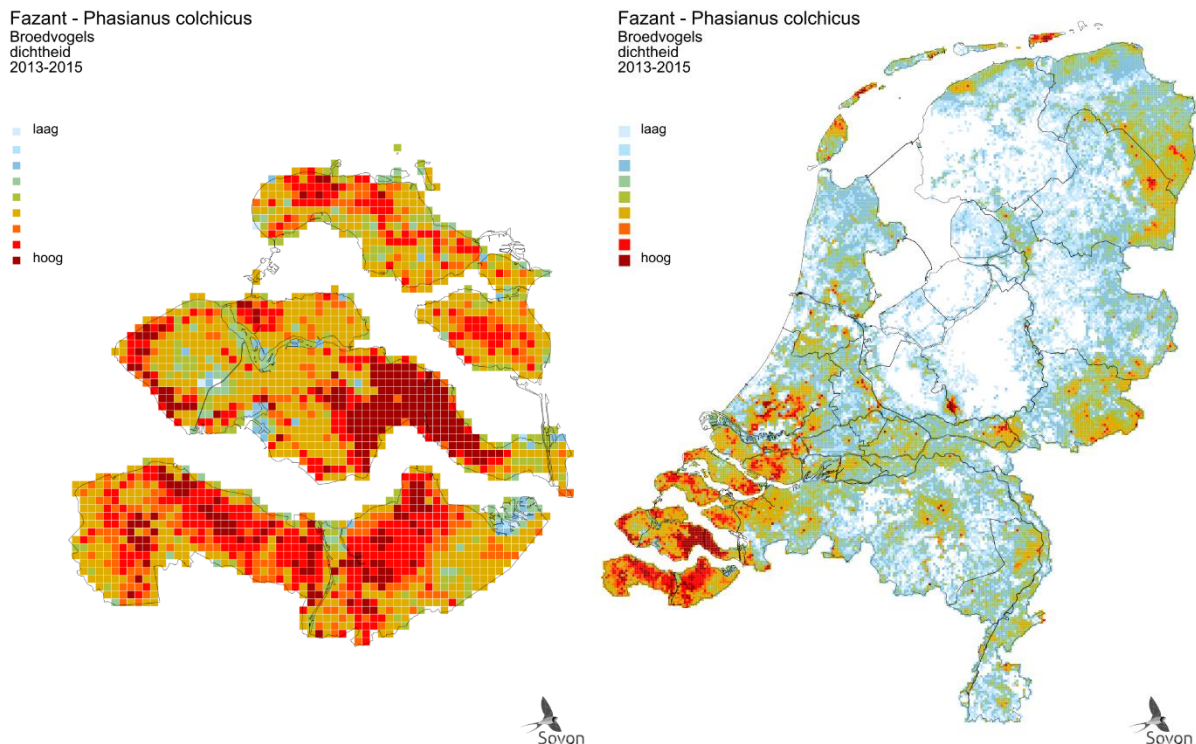 Fazant - Phasianus colchicus
Broedvogels
dichtheid
2013-2015
laag
hoog
Sovon
Fazant - Phasianus colchicus
Broedvogels
dichtheid
2013-2015
laag
hoog
Sovon